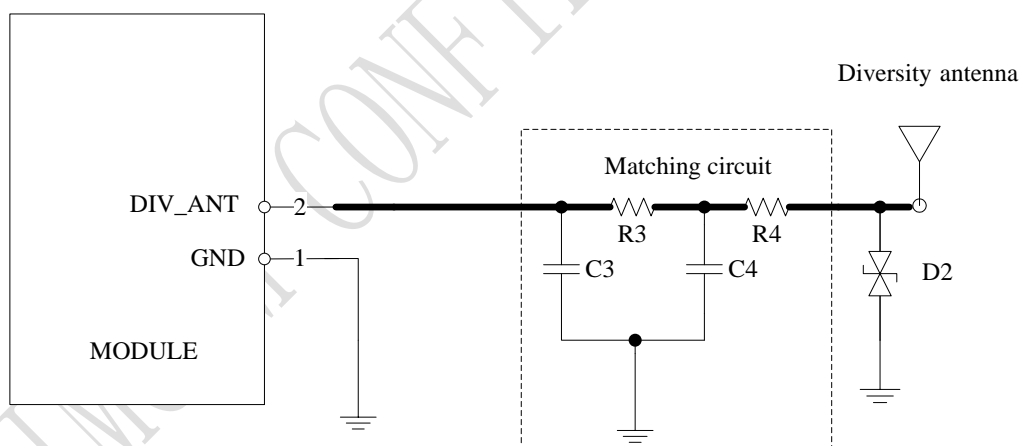 Diversity antenna
Matching circuit
DIV_ANT
2
R3
R4
GND
1
C3
C4
D2
MODULE